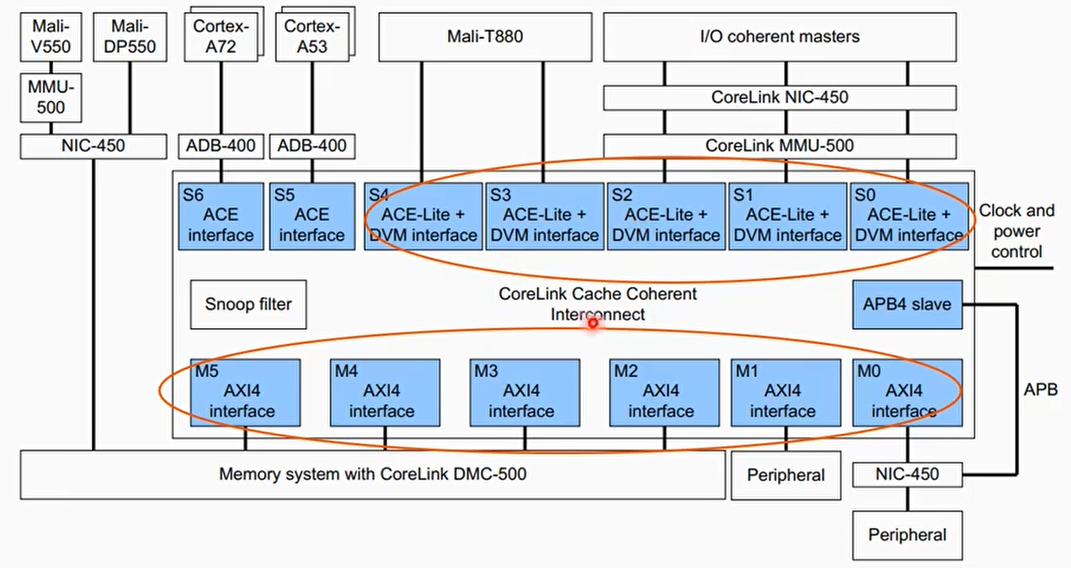 Mali-
V550
Mali-
DP550
Cortex-
A72
Cortex-
A53
Mali-T880
I/O coherent masters
MMU-
500
CoreLink NIC-450
NIC-450
ADB-400
ADB-400
CoreLink MMU-500
S6
ACE
interface
S5
ACE
interface
S4
ACE-Lite +
DVM interface
S3
ACE-Lite +
DVM interface
S2
ACE-Lite +
DVM interface
S1
ACE-Lite +
DVM interface
S0
ACE-Lite +
DVM interface
Clock and
power
control
Snoop filter
CoreLink Cache Coherent
Interconnect
APB4 slave
M5
AXI4
interface
M4
AXI4
interface
M3
AXI4
interface
M2
AXI4
interface
M1
AXI4
interface
M0
AXI4
interface
APB
Memory system with CoreLink DMC-500
Peripheral
NIC-450
Peripheral